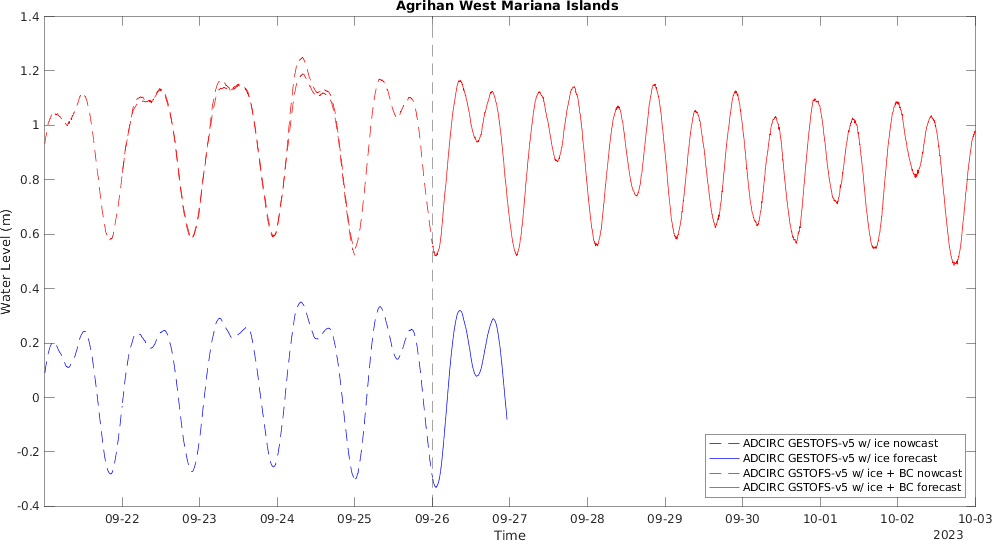 Agrihan West Mariana Islands
1.4
1.2
1
0.8
0.6
0.4
0.2
0
-0.2
-0.4
Water Level (m)
ADCIRC GESTOFS-v5 w/ ice nowcast
ADCIRC GESTOFS-v5 w/ ice forecast
ADCIRC GSTOFS-v5 w/ ice + BC nowcast
ADCIRC GSTOFS-v5 w/ ice + BC forecast
09-22 09-23 09-24 09-25 09-26 09-27 09-28 09-29 09-30 10-01 10-02 10-03
Time
2023